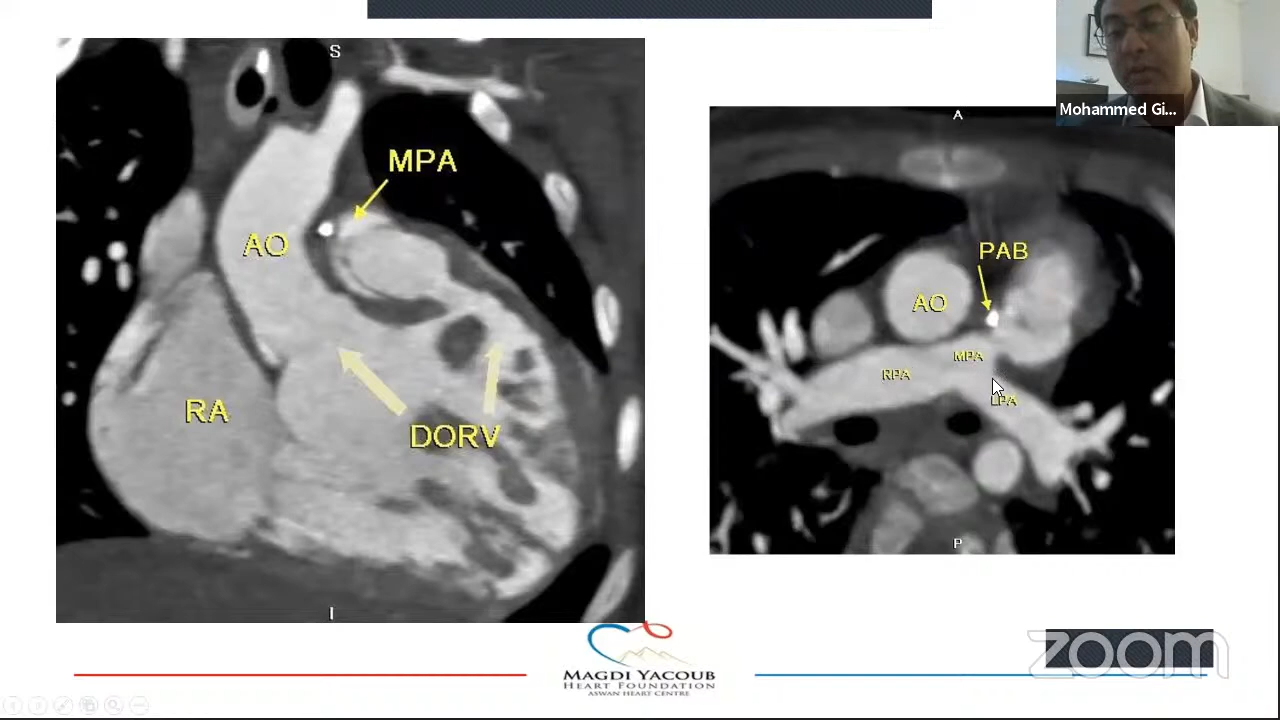 S
MPA
AO
RA
DORV
I
Mohammed Gi...
A
PAB
AO
MPA
RPA
LPA
P
MAGDI YACOUB
HEART FOUNDATION
ASWAN HEART CENTRE
zoom